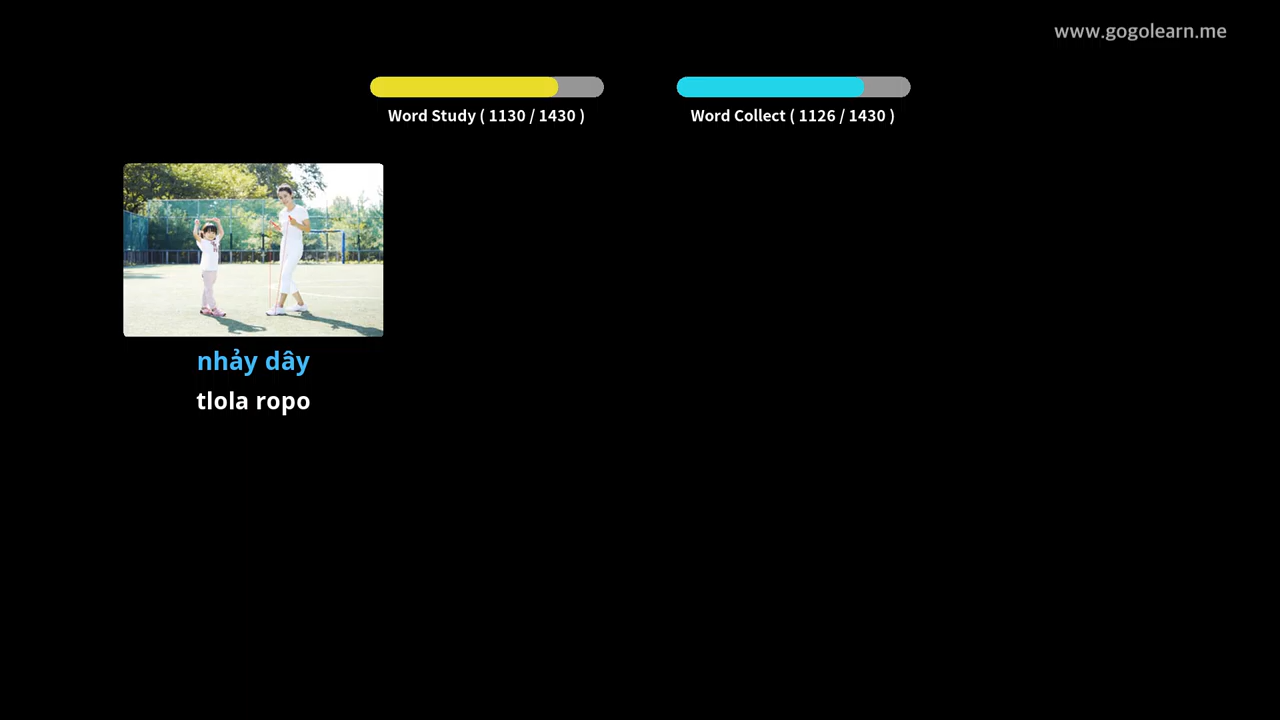 www.gogolearn.me
Word Study ( 1130 / 1430 )
Word Collect ( 1126 / 1430 )
nhảy dây
tlola ropo